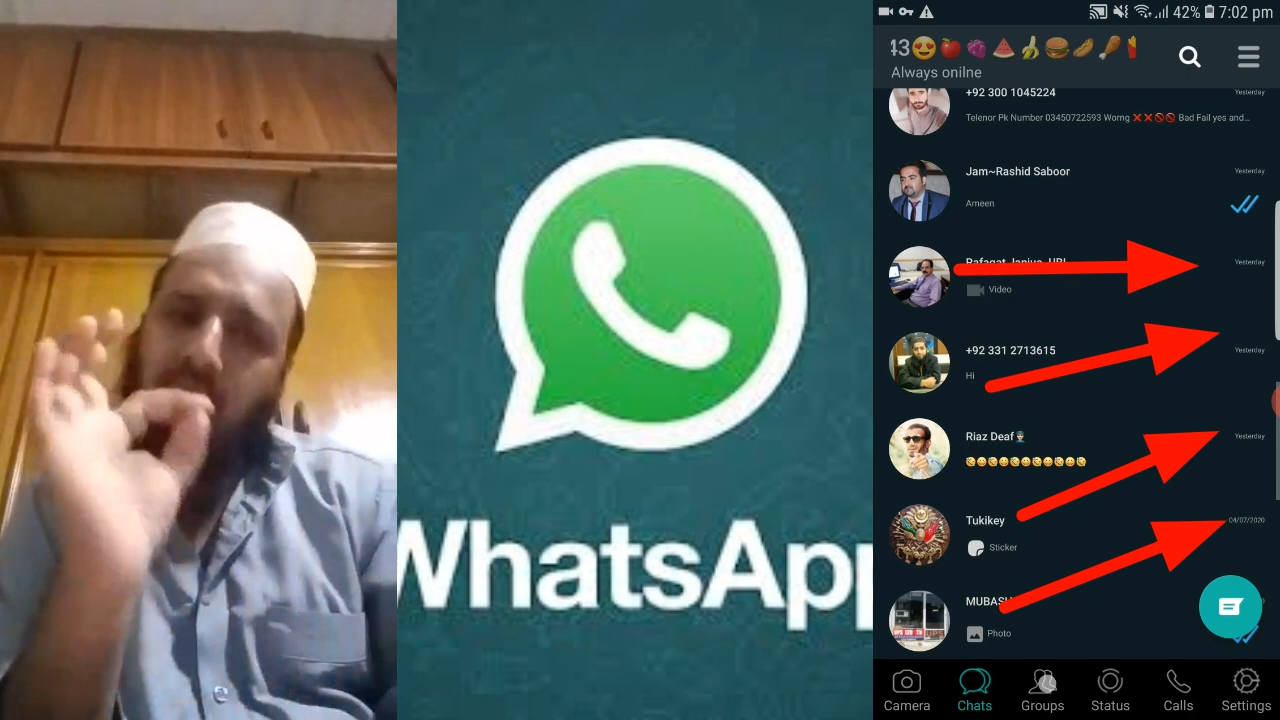 WhatsApp
42% 7:02 pm
43😍🍎🍇🍉🍌🍔🌮🍗🍟
Always onilne
+92 300 1045224
Yesterday
Telenor Pk Number 03450722593 Worng ❌❌🚫🚫 Bad Fail yes and...
Jam~Rashid Saboor
Yesterday
Ameen
Yesterday
Video
+92 331 2713615
Yesterday
Hi
Riaz Deaf
Yesterday
Tukikey
04/07/2020
Sticker
Photo
Camera
Chats
Groups
Status
Calls
Settings